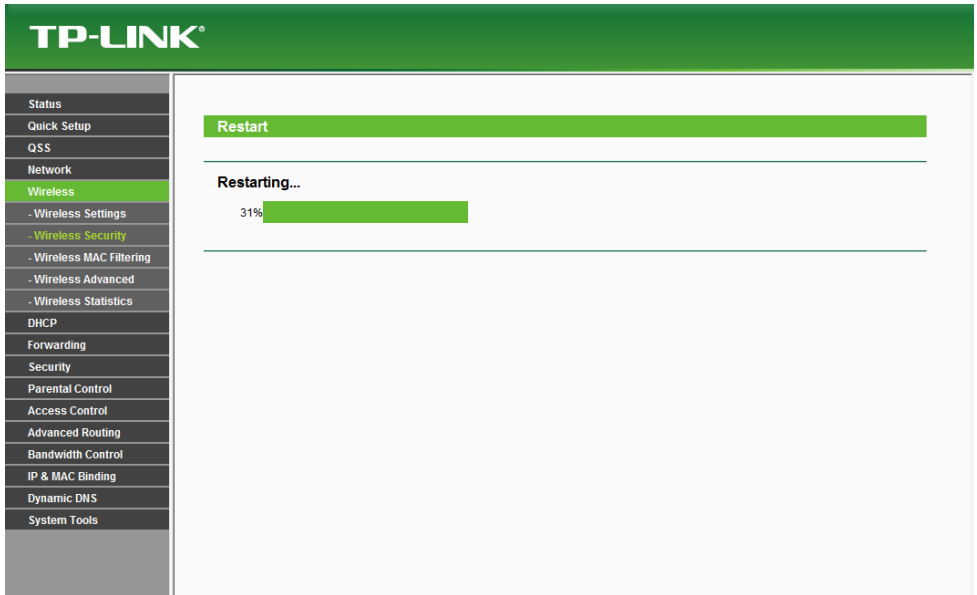 TP-LINK®
Status
Quick Setup
QSS
Network
Wireless
- Wireless Settings
- Wireless Security
- Wireless MAC Filtering
- Wireless Advanced
- Wireless Statistics
DHCP
Forwarding
Security
Parental Control
Access Control
Advanced Routing
Bandwidth Control
IP & MAC Binding
Dynamic DNS
System Tools
Restart
Restarting...
31%